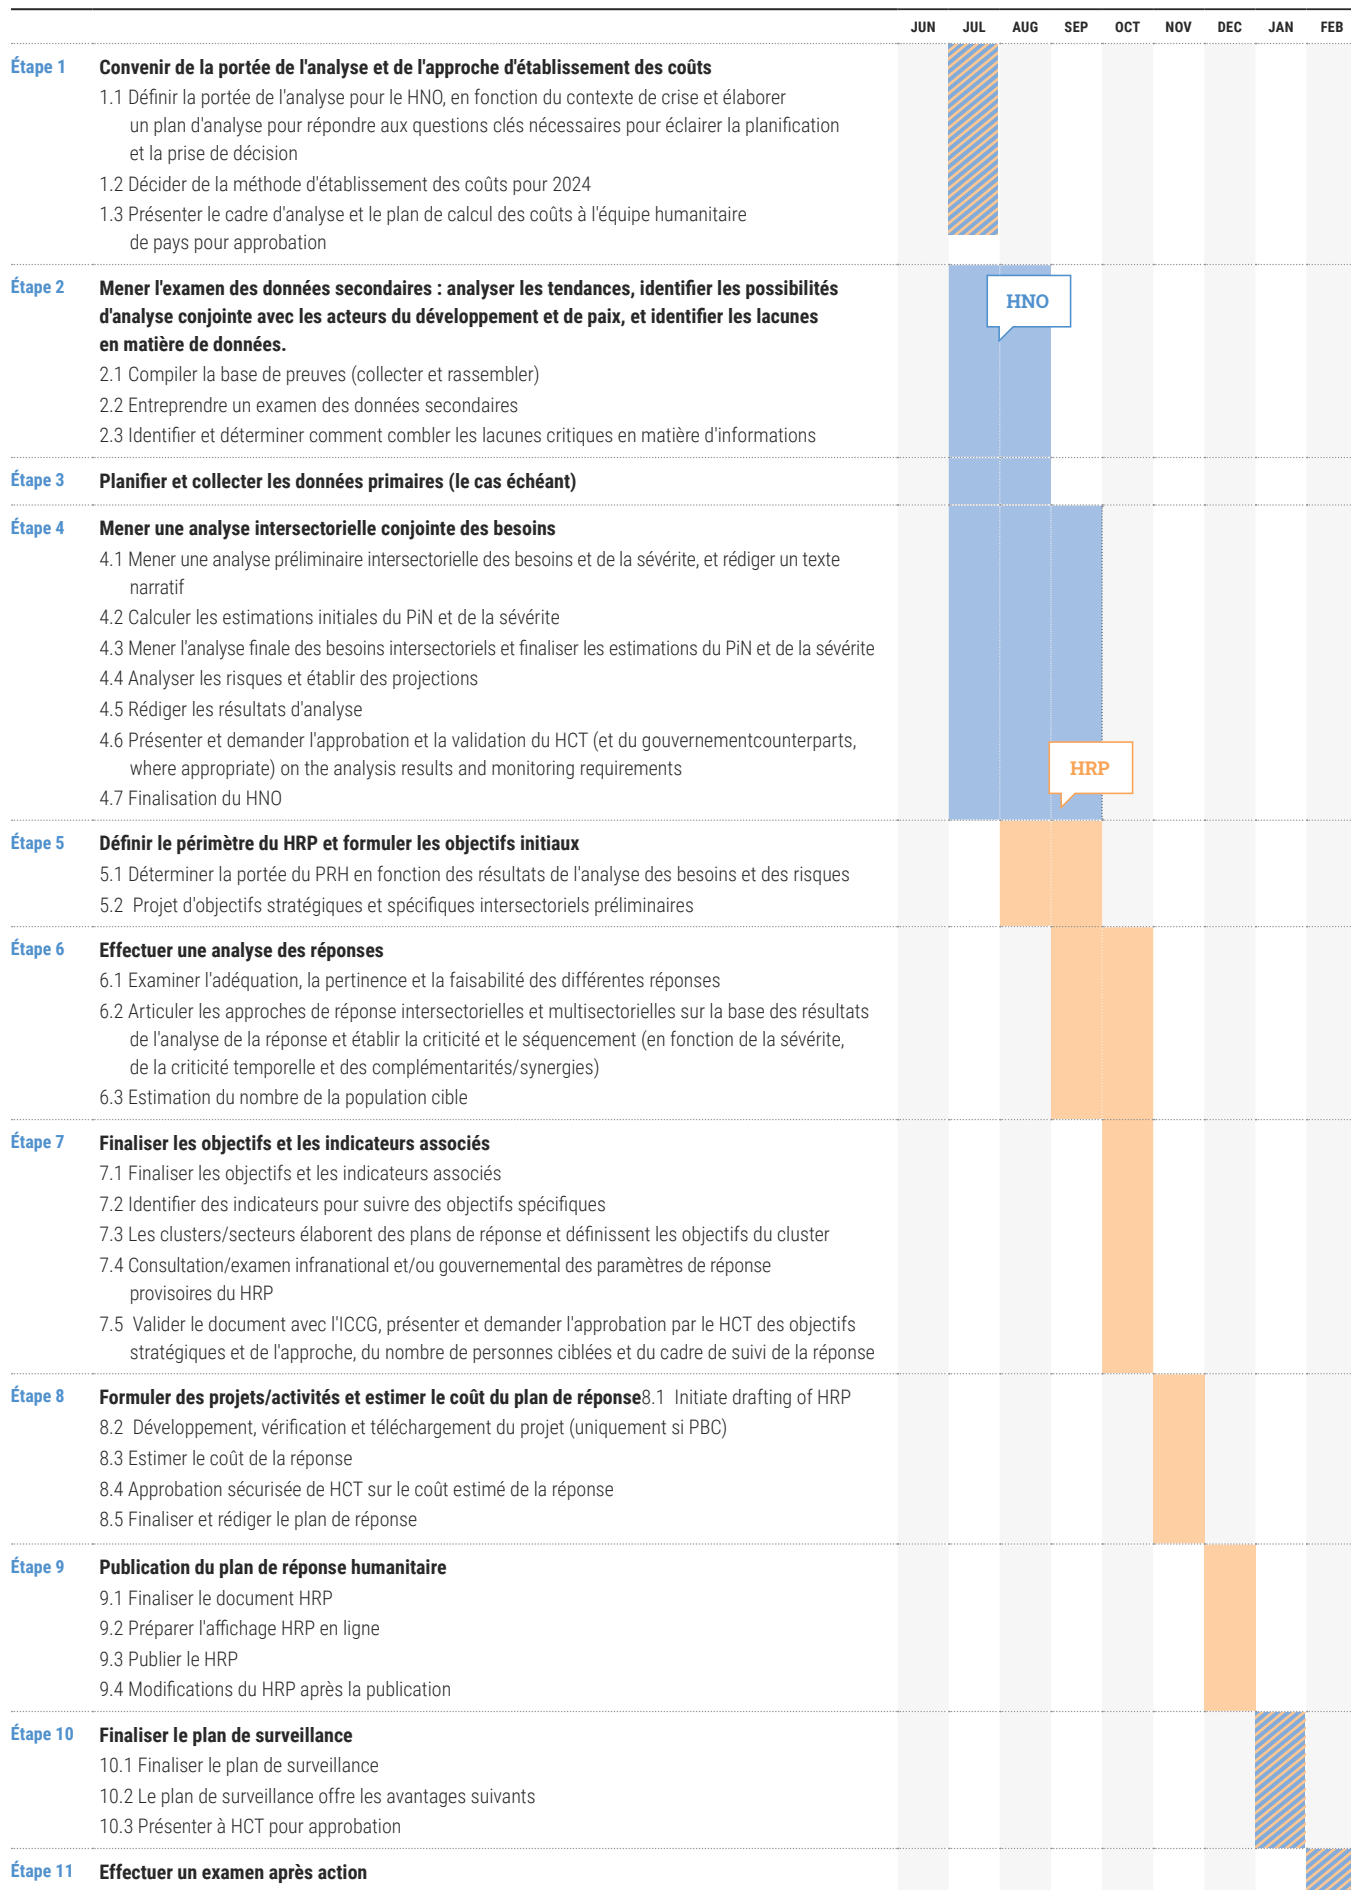 JUN JUL AUG SEP OCT NOV DEC JAN FEB
Étape 1 Convenir de la portée de l'analyse et de l'approche d'établissement des coûts
1.1 Définir la portée de l'analyse pour le HNO, en fonction du contexte de crise et élaborer
un plan d'analyse pour répondre aux questions clés nécessaires pour éclairer la planification
et la prise de décision
1.2 Décider de la méthode d'établissement des coûts pour 2024
1.3 Présenter le cadre d'analyse et le plan de calcul des coûts à l'équipe humanitaire
de pays pour approbation
Étape 2 Mener l'examen des données secondaires : analyser les tendances, identifier les possibilités
d'analyse conjointe avec les acteurs du développement et de paix, et identifier les lacunes
en matière de données.
HNO
2.1 Compiler la base de preuves (collecter et rassembler)
2.2 Entreprendre un examen des données secondaires
2.3 Identifier et déterminer comment combler les lacunes critiques en matière d'informations
Étape 3 Planifier et collecter les données primaires (le cas échéant)
Étape 4 Mener une analyse intersectorielle conjointe des besoins
4.1 Mener une analyse préliminaire intersectorielle des besoins et de la sévérite, et rédiger un texte
narratif
4.2 Calculer les estimations initiales du PiN et de la sévérite
4.3 Mener l'analyse finale des besoins intersectoriels et finaliser les estimations du PiN et de la sévérite
4.4 Analyser les risques et établir des projections
4.5 Rédiger les résultats d'analyse
4.6 Présenter et demander l'approbation et la validation du HCT (et du gouvernementcounterparts,
where appropriate) on the analysis results and monitoring requirements
HRP
4.7 Finalisation du HNO
Étape 5 Définir le périmètre du HRP et formuler les objectifs initiaux
5.1 Déterminer la portée du PRH en fonction des résultats de l'analyse des besoins et des risques
5.2 Projet d'objectifs stratégiques et spécifiques intersectoriels préliminaires
Étape 6 Effectuer une analyse des réponses
6.1 Examiner l'adéquation, la pertinence et la faisabilité des différentes réponses
6.2 Articuler les approches de réponse intersectorielles et multisectorielles sur la base des résultats
de l'analyse de la réponse et établir la criticité et le séquencement (en fonction de la sévérite,
de la criticité temporelle et des complémentarités/synergies)
6.3 Estimation du nombre de la population cible
Étape 7 Finaliser les objectifs et les indicateurs associés
7.1 Finaliser les objectifs et les indicateurs associés
7.2 Identifier des indicateurs pour suivre des objectifs spécifiques
7.3 Les clusters/secteurs élaborent des plans de réponse et définissent les objectifs du cluster
7.4 Consultation/examen infranational et/ou gouvernemental des paramètres de réponse
provisoires du HRP
7.5 Valider le document avec l'ICCG, présenter et demander l'approbation par le HCT des objectifs
stratégiques et de l'approche, du nombre de personnes ciblées et du cadre de suivi de la réponse
Étape 8 Formuler des projets/activités et estimer le coût du plan de réponse8.1 Initiate drafting of HRP
8.2 Développement, vérification et téléchargement du projet (uniquement si PBC)
8.3 Estimer le coût de la réponse
8.4 Approbation sécurisée de HCT sur le coût estimé de la réponse
8.5 Finaliser et rédiger le plan de réponse
Étape 9 Publication du plan de réponse humanitaire
9.1 Finaliser le document HRP
9.2 Préparer l'affichage HRP en ligne
9.3 Publier le HRP
9.4 Modifications du HRP après la publication
Étape 10 Finaliser le plan de surveillance
10.1 Finaliser le plan de surveillance
10.2 Le plan de surveillance offre les avantages suivants
10.3 Présenter à HCT pour approbation
Étape 11 Effectuer un examen après action